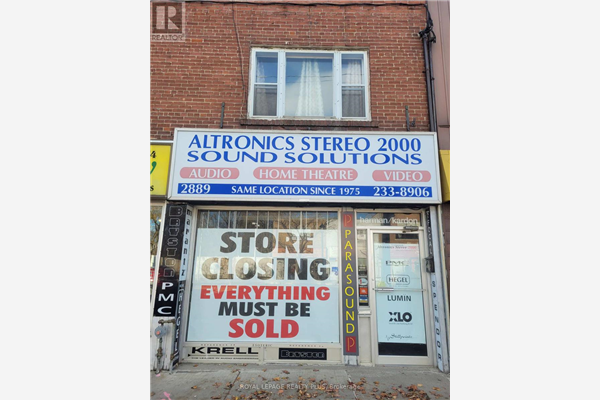 REALTOR
ALTRONICS STEREO 2000
SOUND SOLUTIONS
AUDIO HOME THEATRE VIDEO
2889 SAME LOCATION SINCE 1975 233-8906
harman/kardon
STORE
CLOSING
EVERYTHING
MUST BE
SOLD
PARASOUND
PMC
HEGEL
LUMIN
XLO
KRELL
ROYAL LEPAGE REALTY PLUS, Brokerage